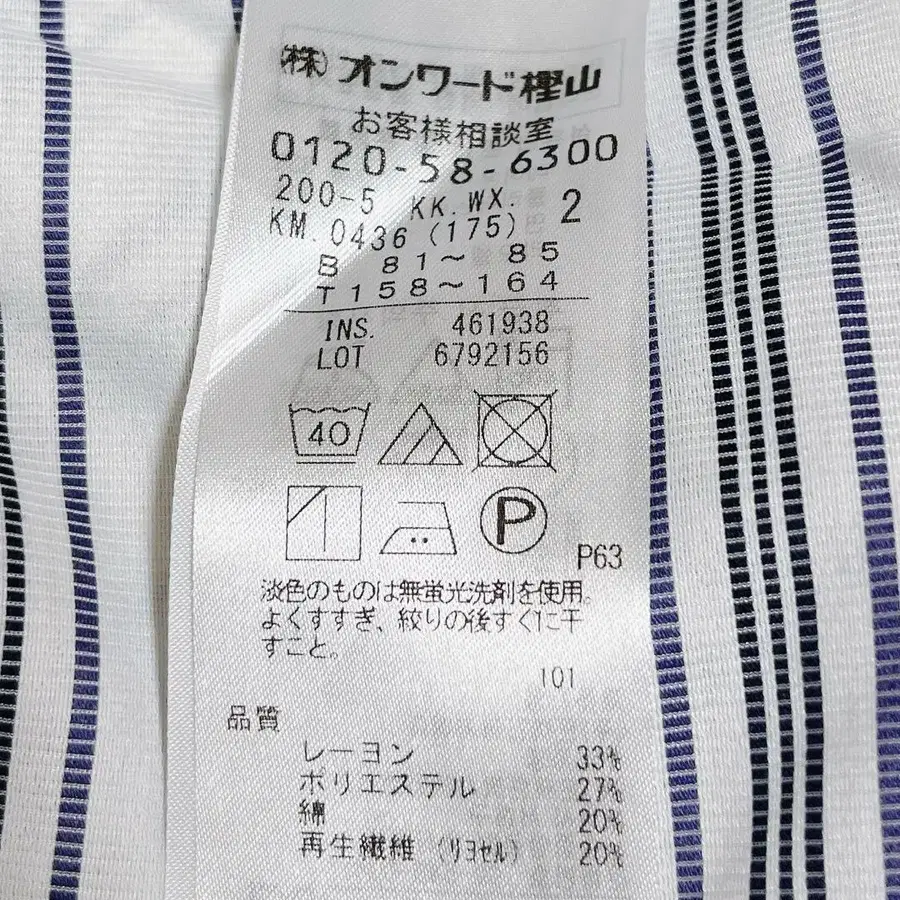 (株)オンワード樫山
お客様相談室
0120-58-6300
200-5 KK.WX. 2
KM.0436 (175)
B 81~ 85
T158~164
INS. 461938
LOT 6792156
40
P
P63
淡色のものは無蛍光洗剤を使用。
よくすすぎ、絞りの後すぐに干
すこと。
101
品質
レーヨン 33%
ポリエステル 27%
綿 20%
再生繊維 (リヨセル) 20%